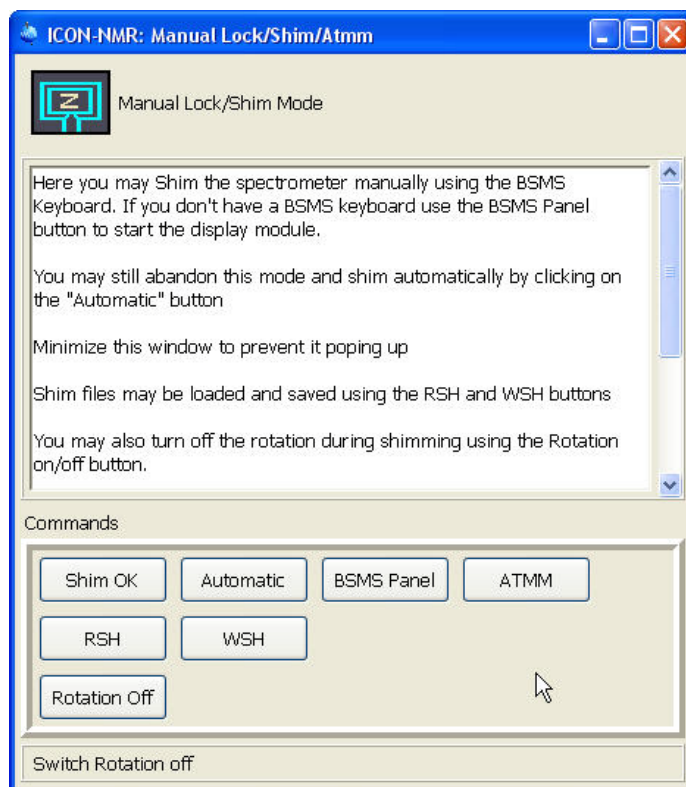 ICON-NMR: Manual Lock/Shim/Atmm
Z
Manual Lock/Shim Mode
Here you may Shim the spectrometer manually using the BSMS
Keyboard. If you don't have a BSMS keyboard use the BSMS Panel
button to start the display module.
You may still abandon this mode and shim automatically by clicking on
the "Automatic" button
Minimize this window to prevent it poping up
Shim files may be loaded and saved using the RSH and WSH buttons
You may also turn off the rotation during shimming using the Rotation
on/off button.
Commands
Shim OK Automatic BSMS Panel ATMM
RSH WSH
Rotation Off
Switch Rotation off